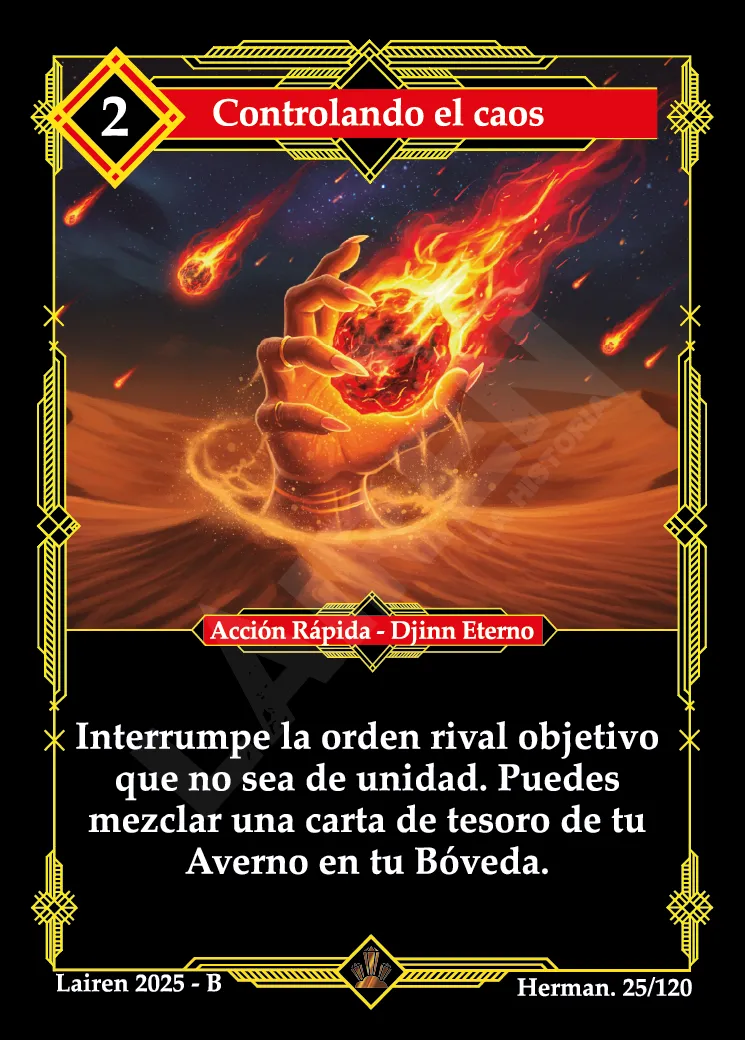 2
Controlando el caos
Acción Rápida - Djinn Eterno
Interrumpe la orden rival objetivo
que no sea de unidad. Puedes
mezclar una carta de tesoro de tu
Averno en tu Bóveda.
Lairen 2025 - B
Herman. 25/120